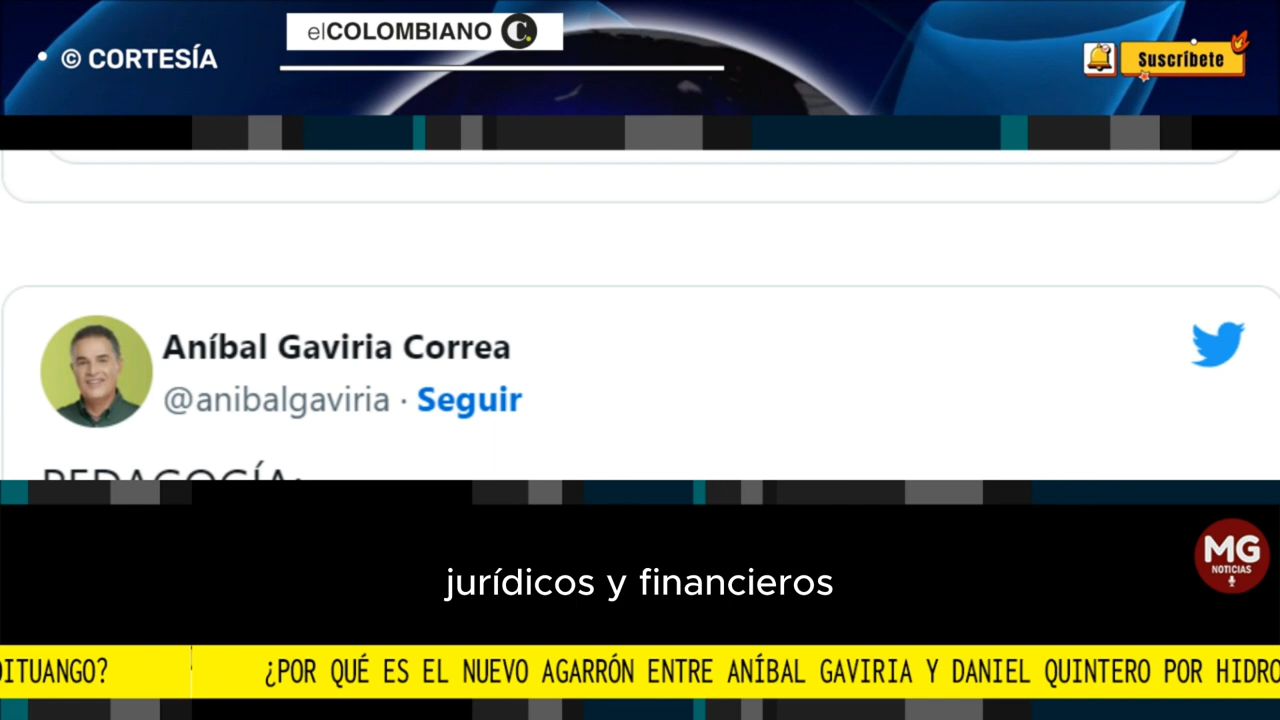 elCOLOMBIANO C.
© CORTESÍA
Suscríbete
Aníbal Gaviria Correa
@anibalgaviria · Seguir
PEDAGOGÍA:
jurídicos y financieros
MG
NOTICIAS
DITUANGO? ¿POR QUÉ ES EL NUEVO AGARRÓN ENTRE ANÍBAL GAVIRIA Y DANIEL QUINTERO POR HIDRO